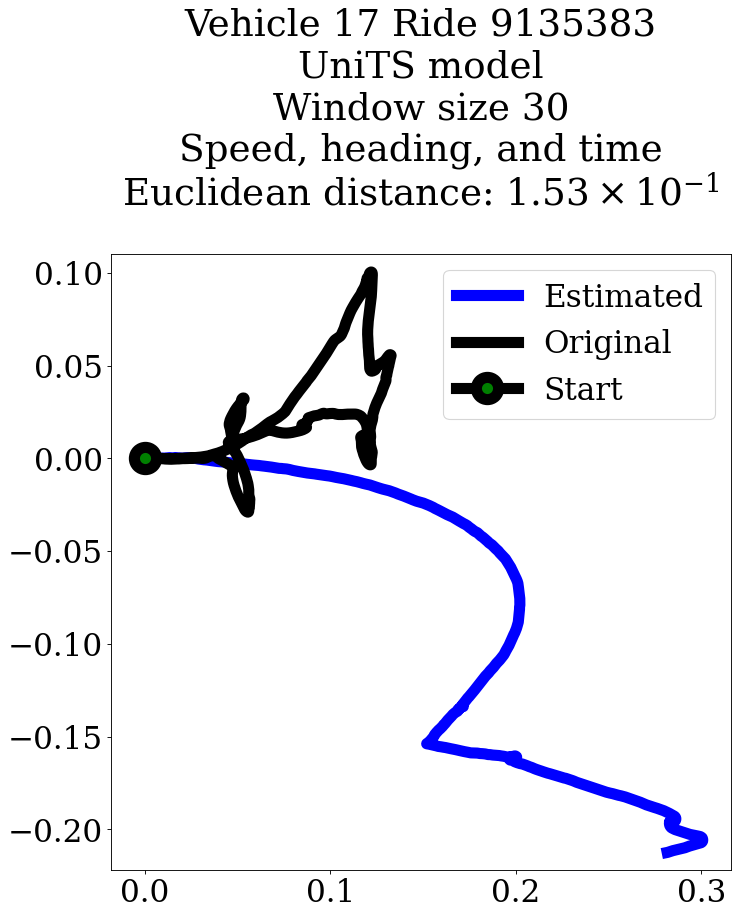 Vehicle 17 Ride 9135383
UniTS model
Window size 30
Speed, heading, and time
Euclidean distance: $1.53 \times 10^{-1}$
Estimated
Original
Start
0.10
0.05
0.00
−0.05
−0.10
−0.15
−0.20
0.0 0.1 0.2 0.3